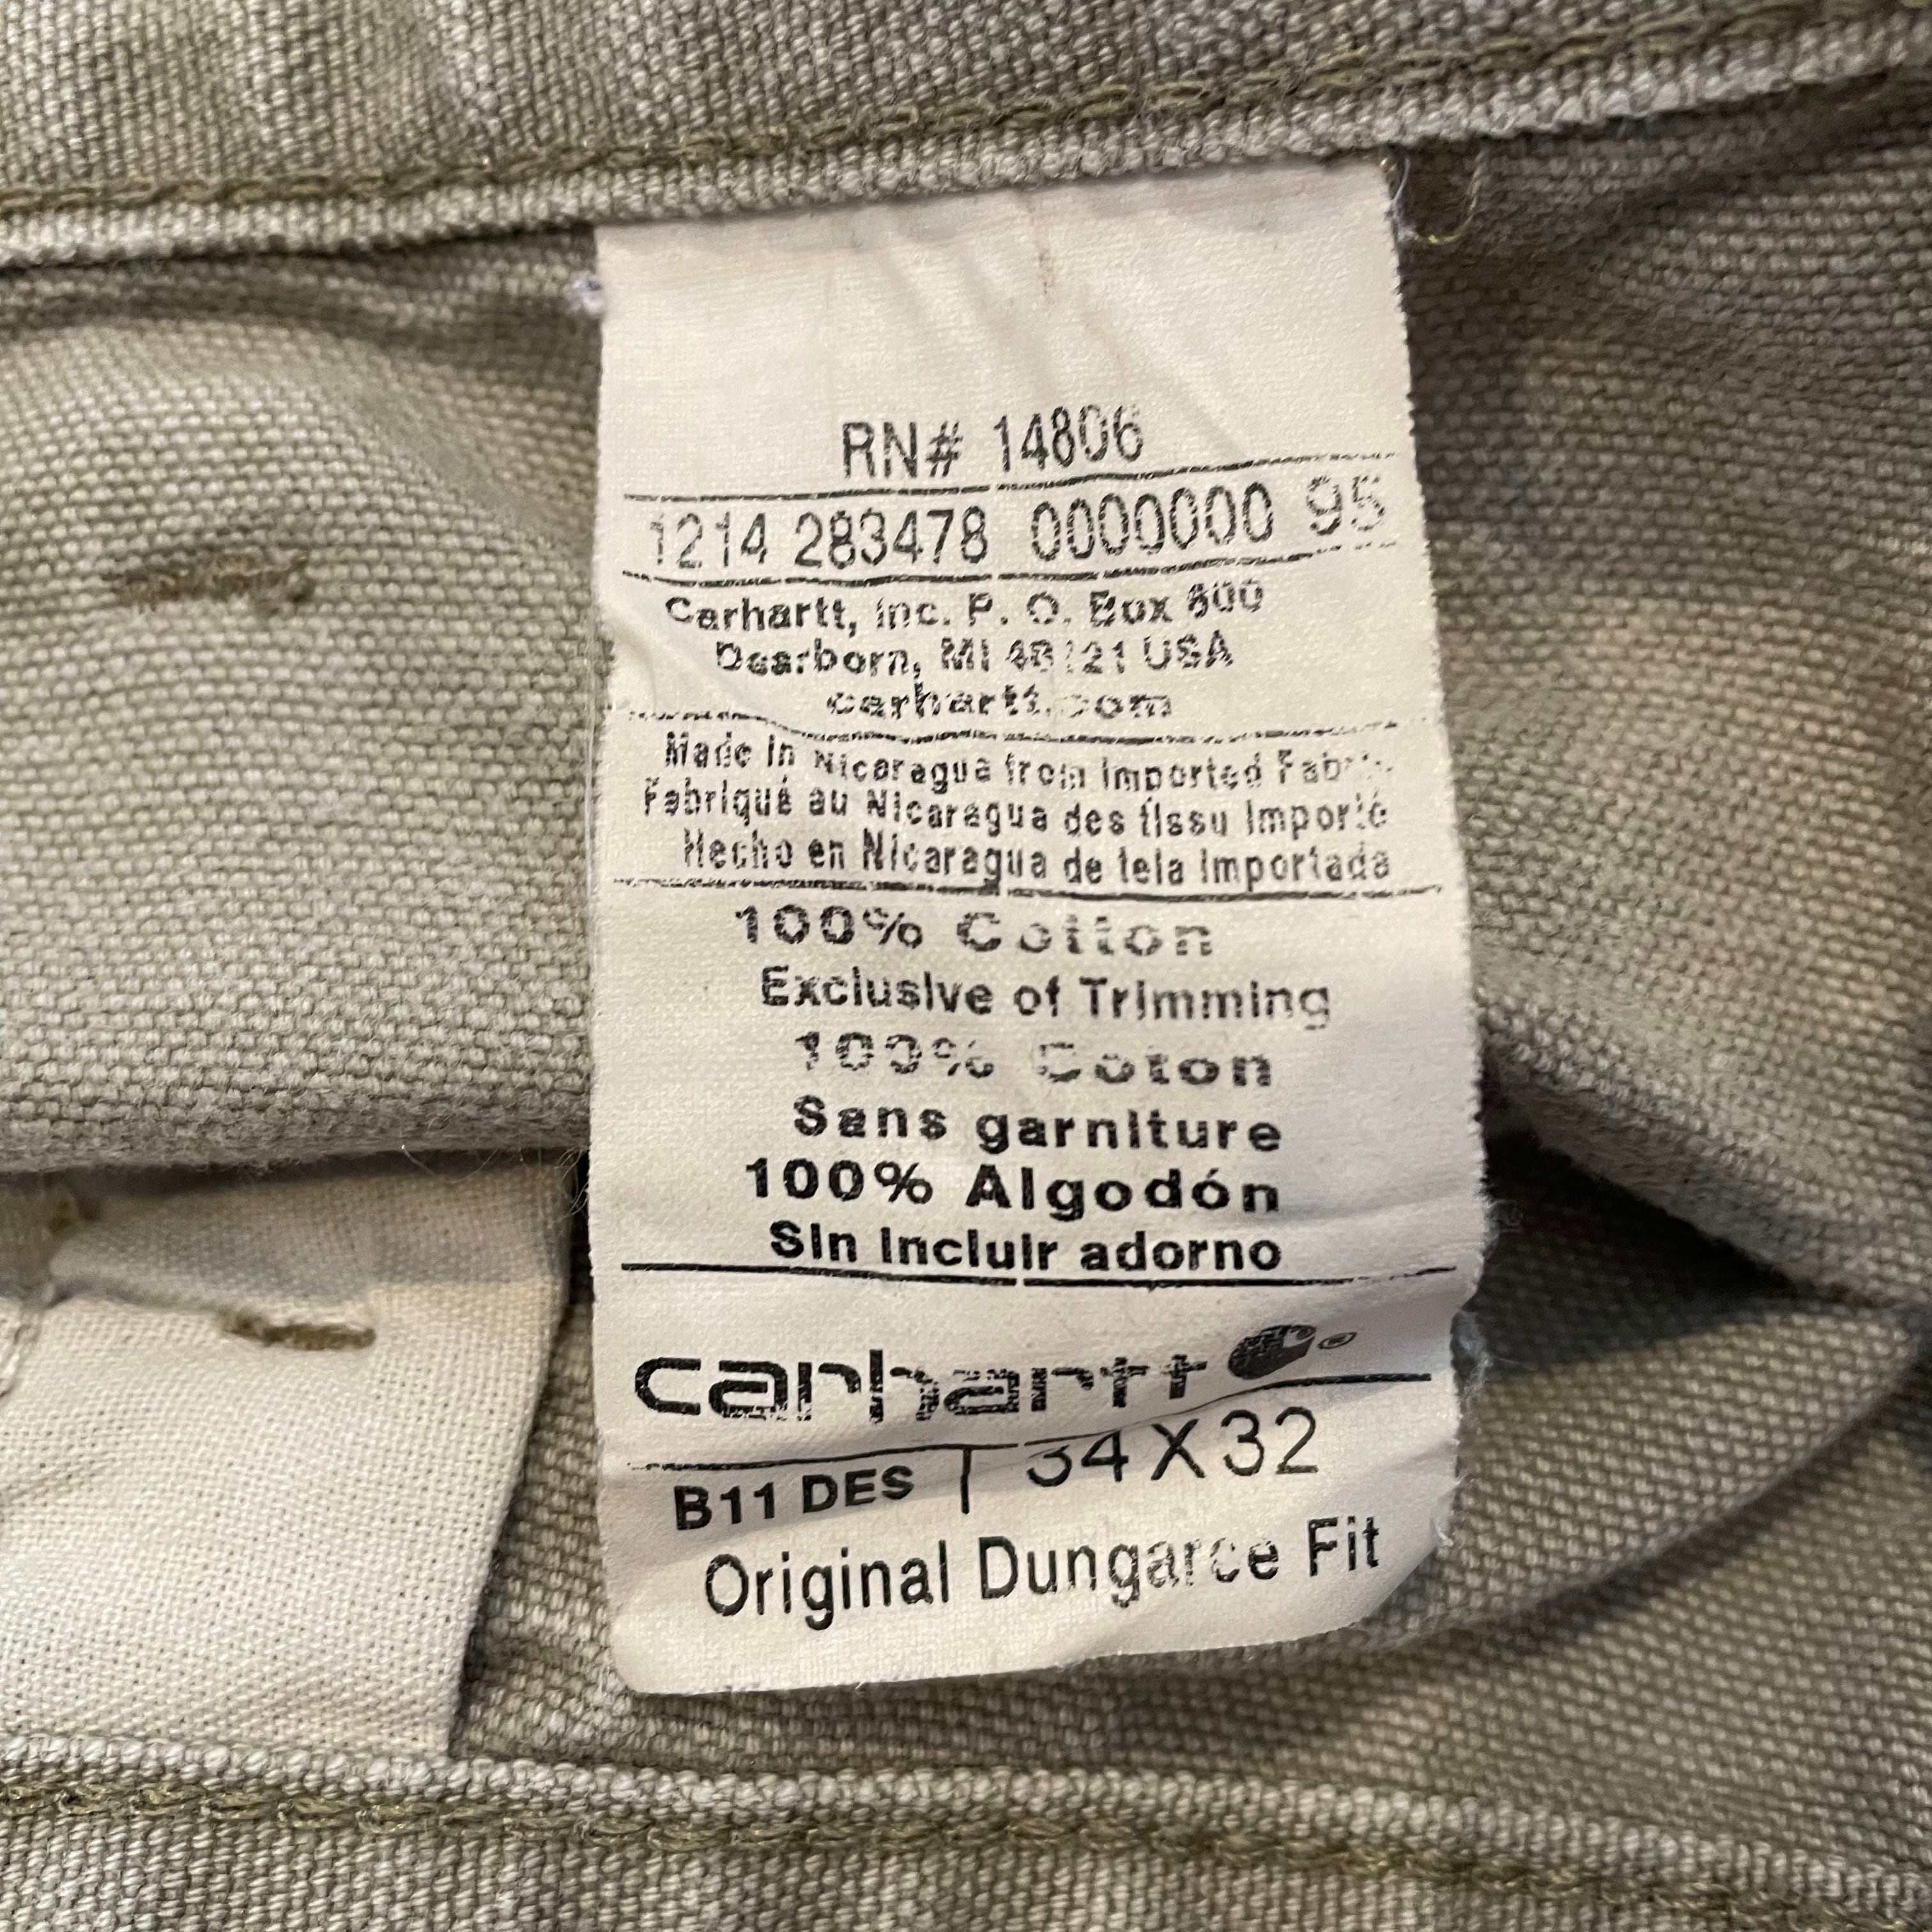 RN# 14806
1214 283478 0000000 95
Carhartt, Inc. P. O. Box 600
Dearborn, MI 48121 USA
carhartt.com
Made in Nicaragua from Imported Fabric
Fabriqué au Nicaragua des tissu importé
Hecho en Nicaragua de tela importada
100% Cotton
Exclusive of Trimming
100% Coton
Sans garniture
100% Algodón
Sin incluir adorno
carhartt ®
B11 DES 34 X 32
Original Dungaree Fit